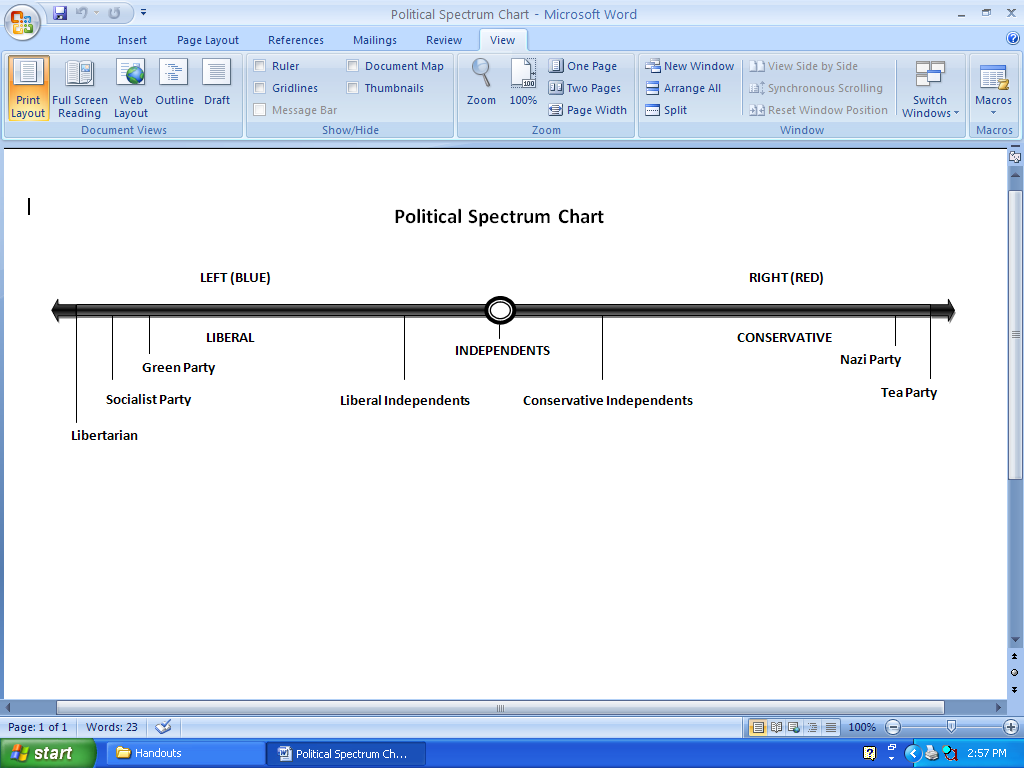 Political Spectrum Chart - Microsoft Word
Home Insert Page Layout References Mailings Review View
Print Layout
Full Screen Reading
Web Layout
Outline
Draft
Document Views
Ruler
Gridlines
Message Bar
Document Map
Thumbnails
Show/Hide
Zoom
100%
One Page
Two Pages
Page Width
Zoom
New Window
Arrange All
Split
View Side by Side
Synchronous Scrolling
Reset Window Position
Switch Windows
Window
Macros
Macros
Political Spectrum Chart
LEFT (BLUE) RIGHT (RED)
LIBERAL CONSERVATIVE
INDEPENDENTS
Green Party Nazi Party
Socialist Party Liberal Independents Conservative Independents Tea Party
Libertarian
Page: 1 of 1 Words: 23 100%
start Handouts Political Spectrum Ch... 2:57 PM